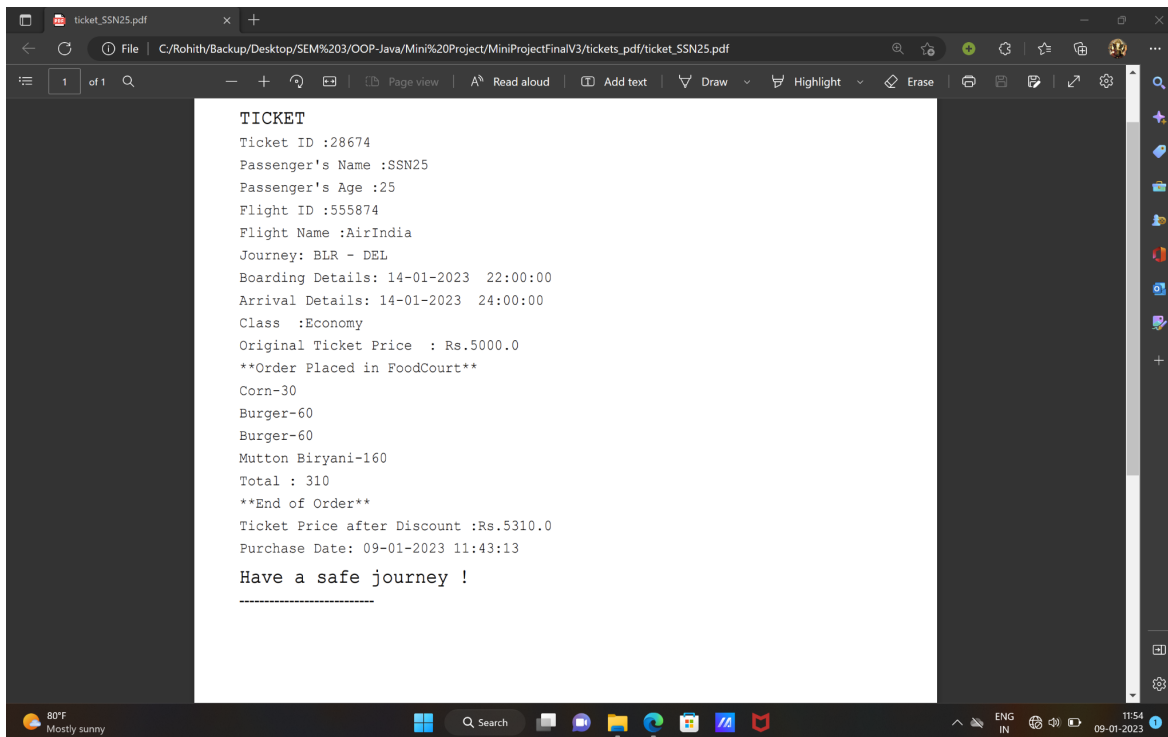 ticket_SSN25.pdf
File | C:/Rohith/Backup/Desktop/SEM%203/OOP-Java/Mini%20Project/MiniProjectFinalV3/tickets_pdf/ticket_SSN25.pdf
1 of 1 Page view Read aloud Add text Draw Highlight Erase
TICKET
Ticket ID :28674
Passenger's Name :SSN25
Passenger's Age :25
Flight ID :555874
Flight Name :AirIndia
Journey: BLR - DEL
Boarding Details: 14-01-2023  22:00:00
Arrival Details: 14-01-2023  24:00:00
Class  :Economy
Original Ticket Price  : Rs.5000.0
**Order Placed in FoodCourt**
Corn-30
Burger-60
Burger-60
Mutton Biryani-160
Total : 310
**End of Order**
Ticket Price after Discount :Rs.5310.0
Purchase Date: 09-01-2023 11:43:13
Have a safe journey !
---------------------------
80°F
Mostly sunny
Search
ENG
IN
11:54
09-01-2023
1